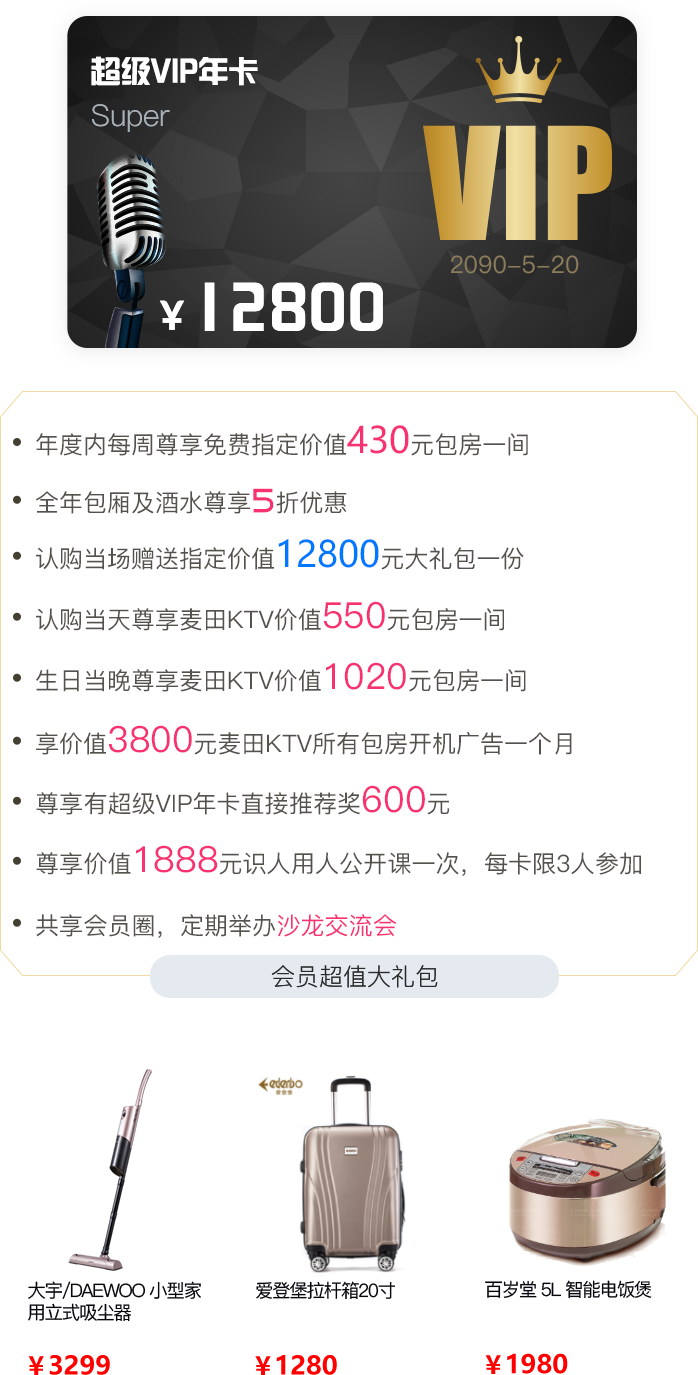 超级VIP年卡
Super
VIP
2090-5-20
¥12800
年度内每周尊享免费指定价值430元包房一间
全年包厢及酒水尊享5折优惠
认购当场赠送指定价值12800元大礼包一份
认购当天尊享麦田KTV价值550元包房一间
生日当晚尊享麦田KTV价值1020元包房一间
享价值3800元麦田KTV所有包房开机广告一个月
尊享有超级VIP年卡直接推荐奖600元
尊享价值1888元识人用人公开课一次，每卡限3人参加
共享会员圈，定期举办沙龙交流会
会员超值大礼包
ederbo
爱登堡
大宇/DAEWOO 小型家
用立式吸尘器
¥3299
爱登堡拉杆箱20寸
¥1280
百岁堂 5L 智能电饭煲
¥1980